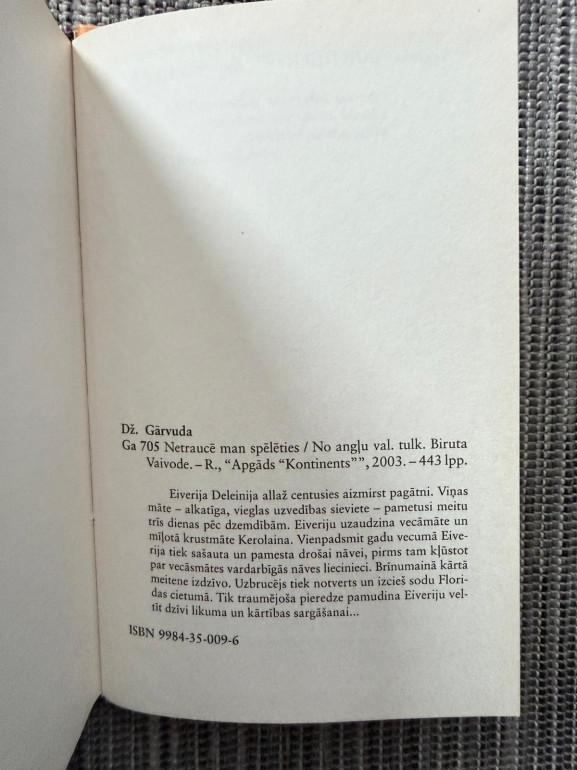 Dž. Gārvuda
Ga 705 Netraucē man spēlēties / No angļu val. tulk. Biruta
Vaivode. – R., “Apgāds “Kontinents””, 2003. – 443 lpp.
Eiverija Deleinija allaž centusies aizmirst pagātni. Viņas
māte – alkatīga, vieglas uzvedības sieviete – pametusi meitu
trīs dienas pēc dzemdībām. Eiveriju uzaudzina vecāmāte un
mīļotā krustmāte Kerolaina. Vienpadsmit gadu vecumā Eive-
rija tiek sašauta un pamesta drošai nāvei, pirms tam kļūstot
par vecāsmātes vardarbīgās nāves liecinieci. Brīnumainā kārtā
meitene izdzīvo. Uzbrucējs tiek notverts un izcieš sodu Flori-
das cietumā. Tik traumējoša pieredze pamudina Eiveriju vel-
tīt dzīvi likuma un kārtības sargāšanai...
ISBN 9984-35-009-6